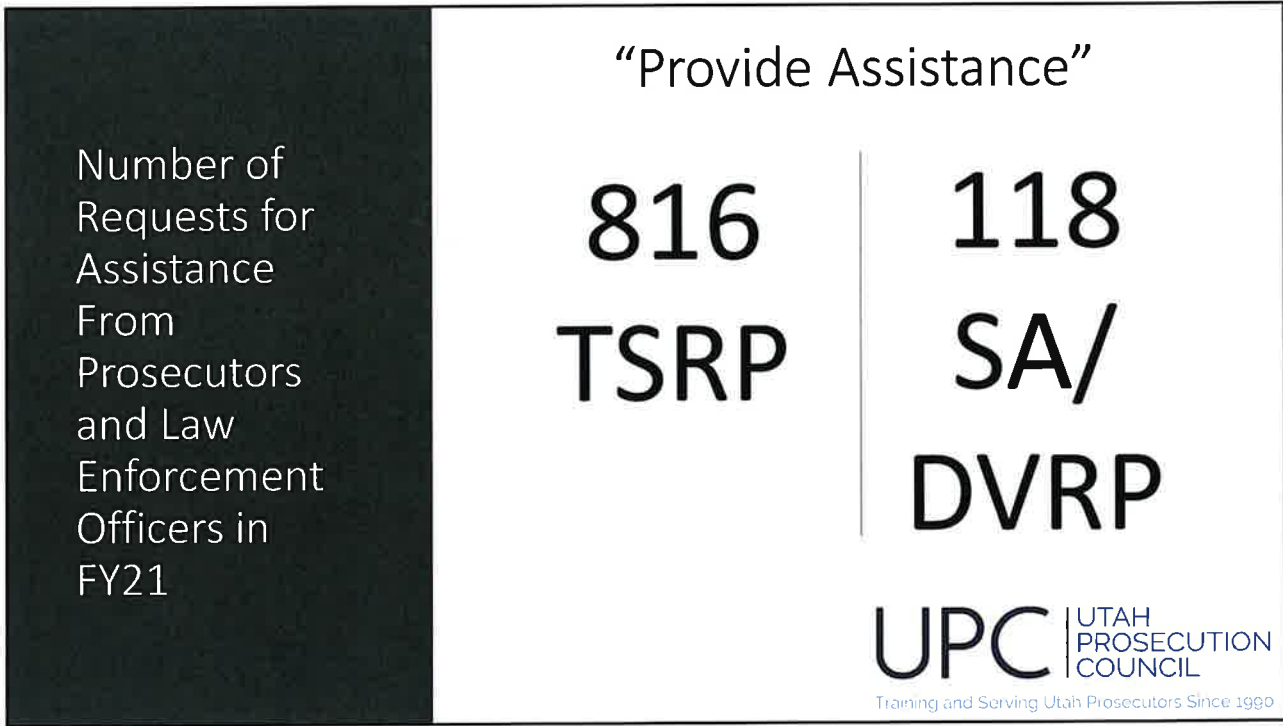 Number of
Requests for
Assistance
From
Prosecutors
and Law
Enforcement
Officers in
FY21
“Provide Assistance”
816
TSRP
118
SA/
DVRP
UPC
UTAH
PROSECUTION
COUNCIL
Training and Serving Utah Prosecutors Since 1990